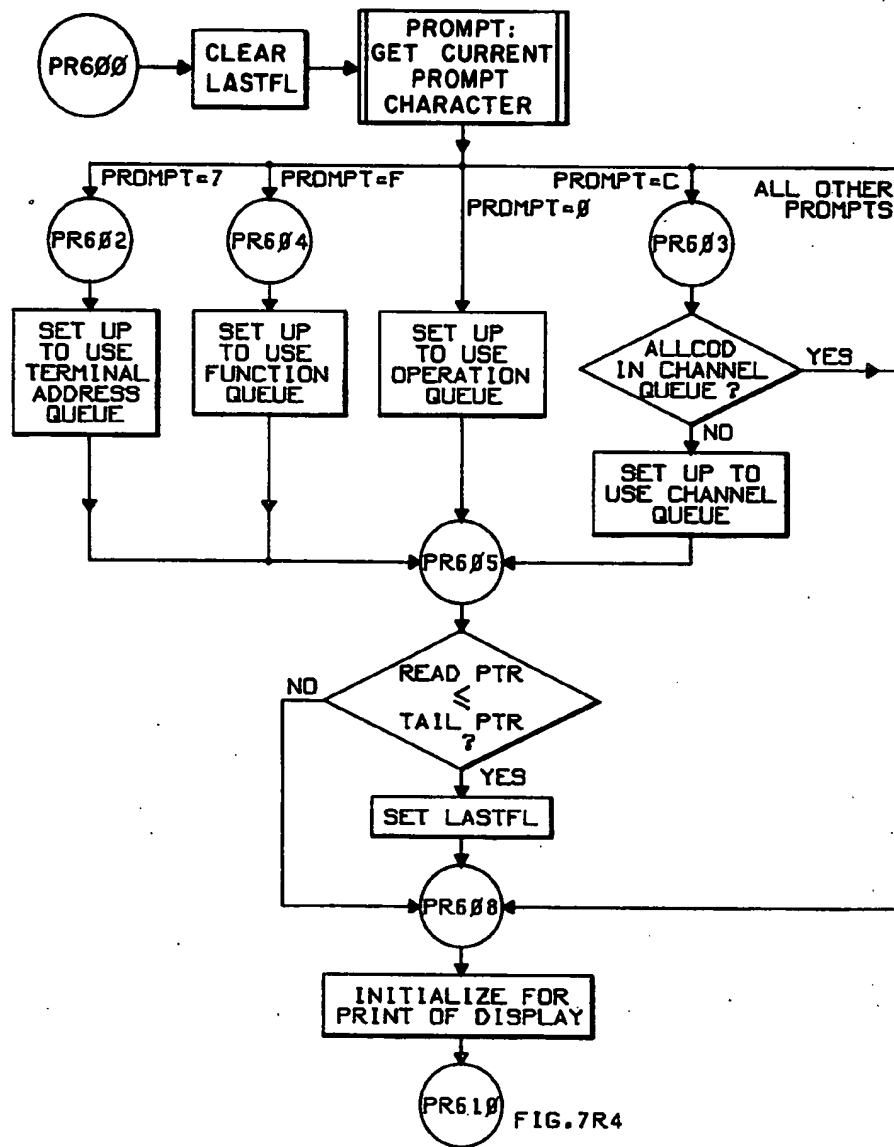 PR6ØØ
CLEAR
LASTFL
PROMPT:
GET CURRENT
PROMPT
CHARACTER
PROMPT=7
PROMPT=F
PROMPT=Ø
PROMPT=C
ALL OTHER
PROMPTS
PR6Ø2
PR6Ø4
PR6Ø3
SET UP
TO USE
TERMINAL
ADDRESS
QUEUE
SET UP
TO USE
FUNCTION
QUEUE
SET UP
TO USE
OPERATION
QUEUE
ALLCOD
IN CHANNEL
QUEUE ?
YES
NO
SET UP TO
USE CHANNEL
QUEUE
PR6Ø5
READ PTR
≤
TAIL PTR
?
NO
YES
SET LASTFL
PR6Ø8
INITIALIZE FOR
PRINT OF DISPLAY
PR61Ø
FIG.7R4